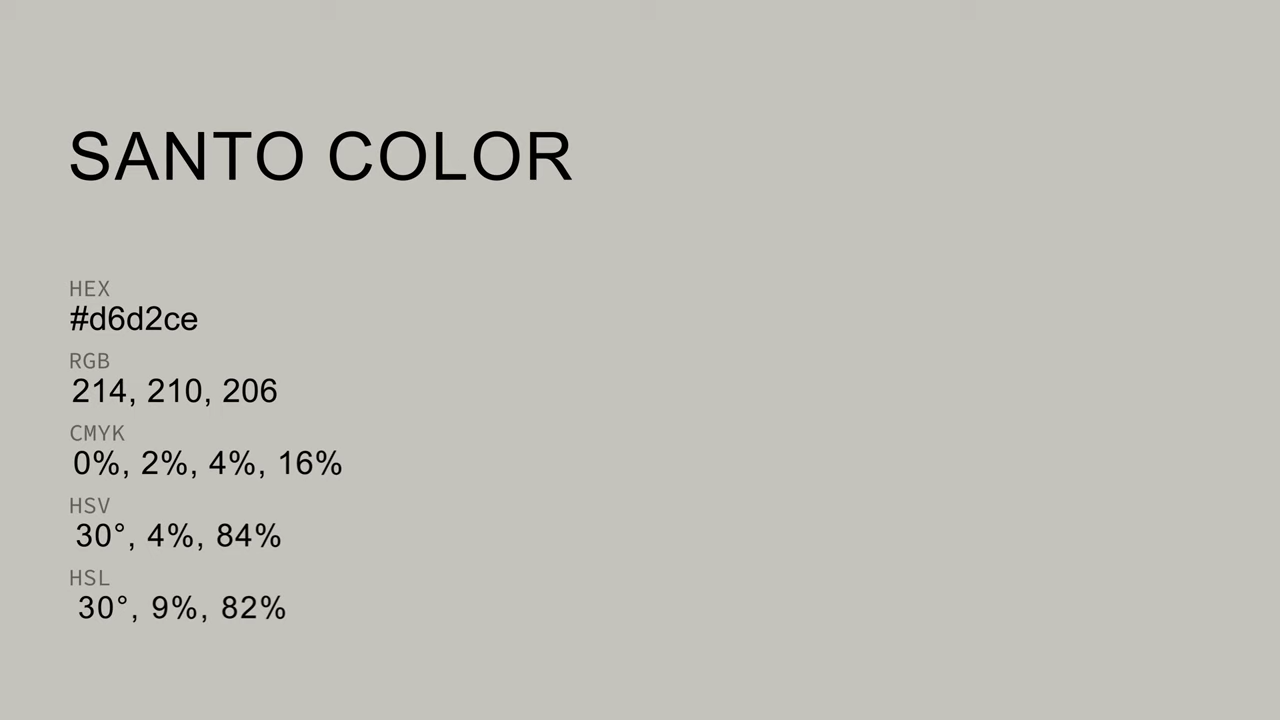 SANTO COLOR
HEX
#d6d2ce
RGB
214, 210, 206
CMYK
0%, 2%, 4%, 16%
HSV
30°, 4%, 84%
HSL
30°, 9%, 82%